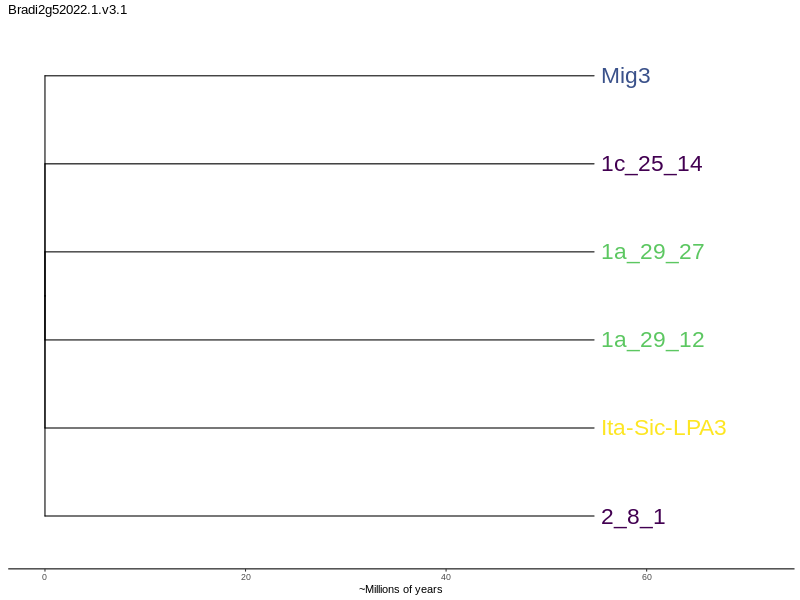 Bradi2g52022.1.v3.1
Mig3
1c_25_14
1a_29_27
1a_29_12
Ita-Sic-LPA3
2_8_1
0 20 40 60
~Millions of years